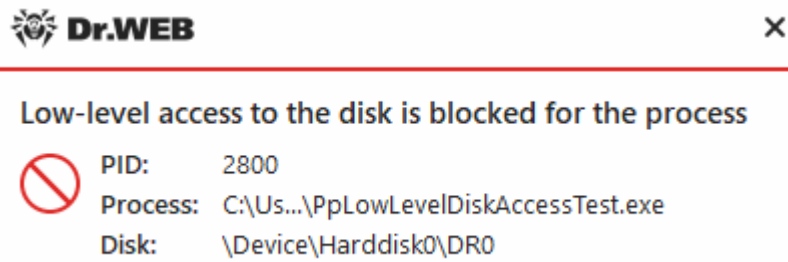 Dr.WEB
Low-level access to the disk is blocked for the process
PID: 2800
Process: C:\Us...\PpLowLevelDiskAccessTest.exe
Disk: \Device\Harddisk0\DR0